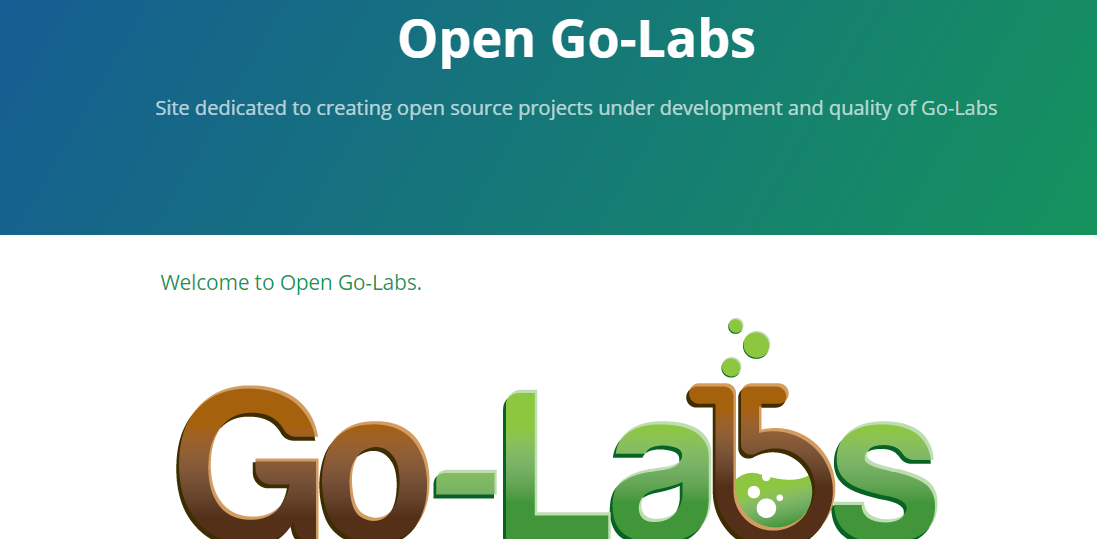 Open Go-Labs
Site dedicated to creating open source projects under development and quality of Go-Labs
Welcome to Open Go-Labs.
Go-Labs